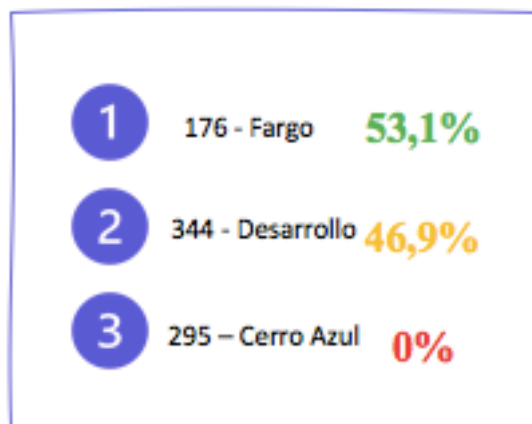 1 176 - Fargo 53,1%
2 344 - Desarrollo 46,9%
3 295 – Cerro Azul 0%